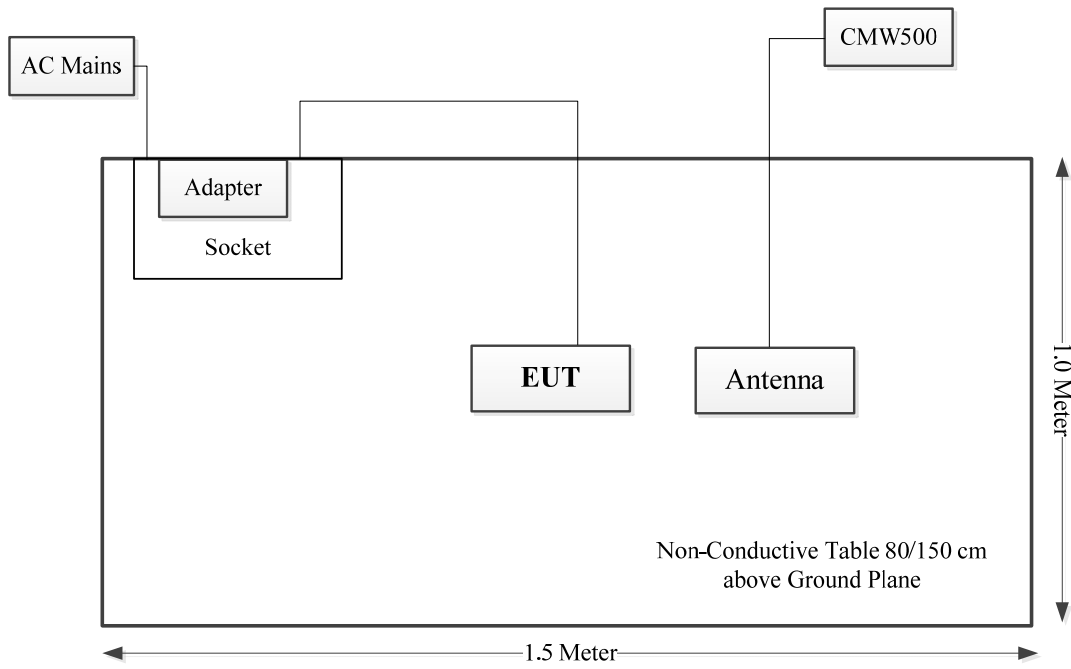 CMW500
AC Mains
Adapter
Socket
EUT
Antenna
1.0 Meter
Non-Conductive Table 80/150 cm
above Ground Plane
1.5 Meter